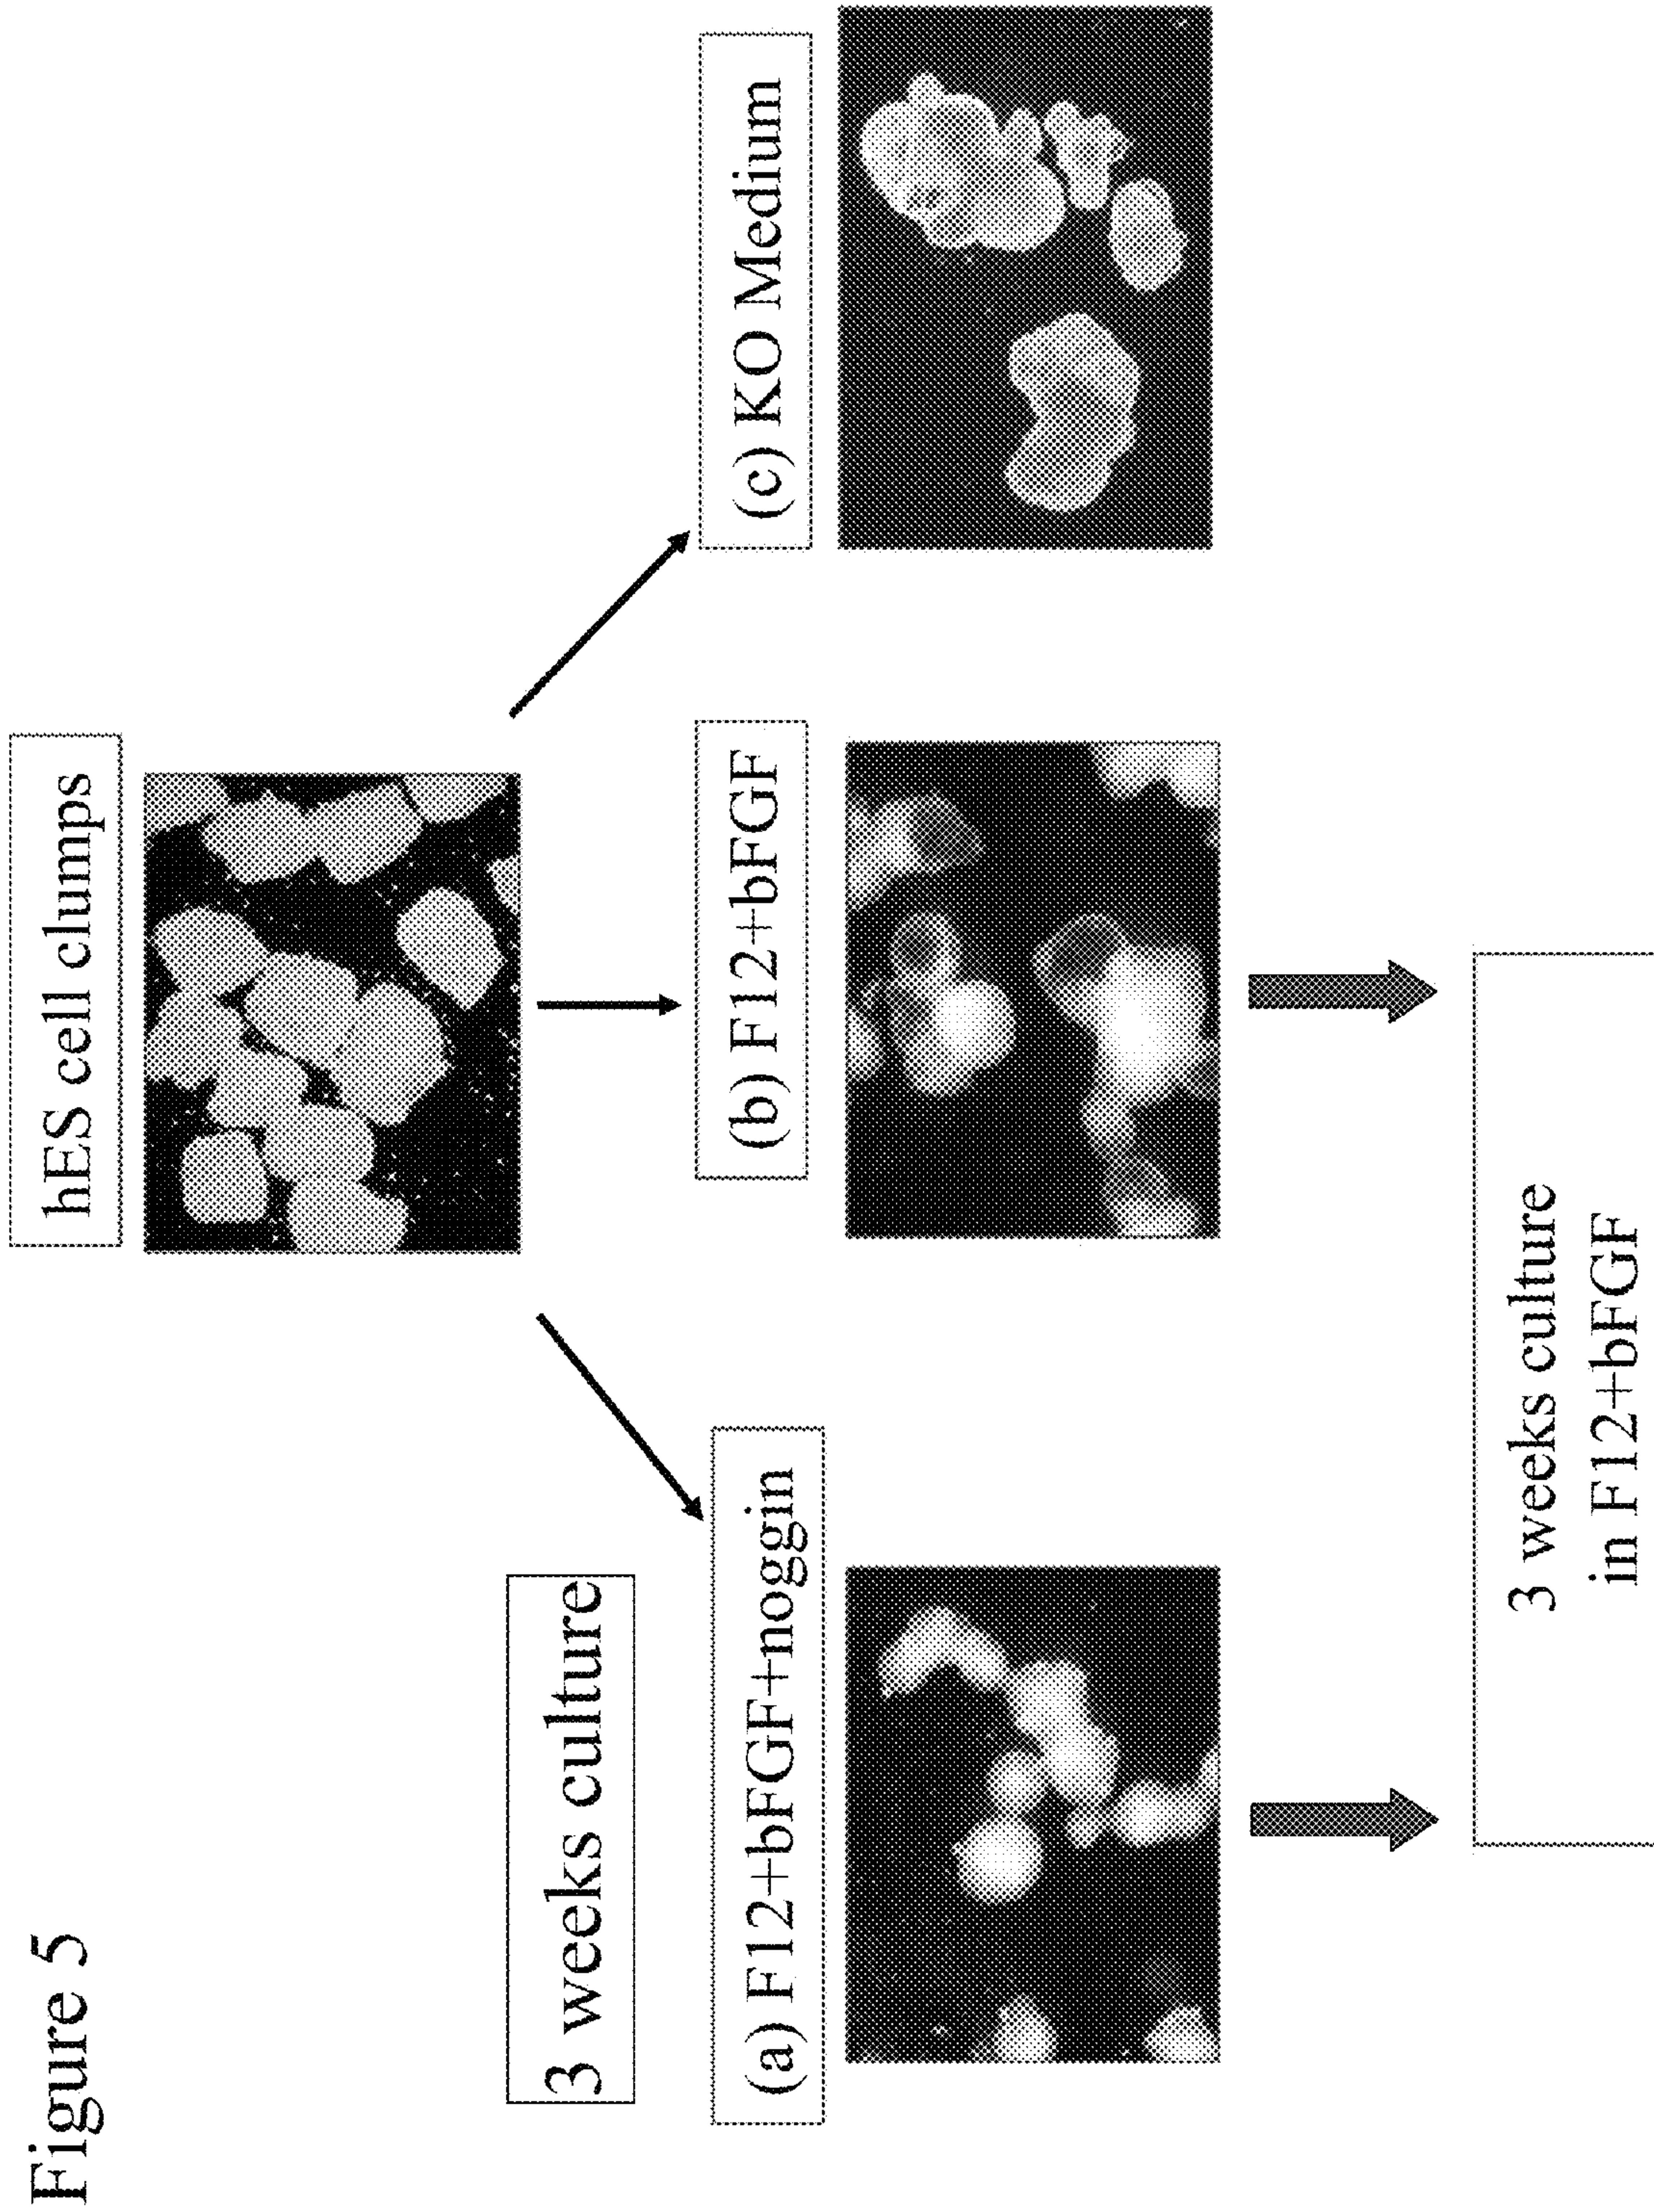 Figure 5
hES cell clumps
3 weeks culture
(a) F12+bFGF+noggin
(b) F12+bFGF
(c) KO Medium
3 weeks culture
in F12+bFGF